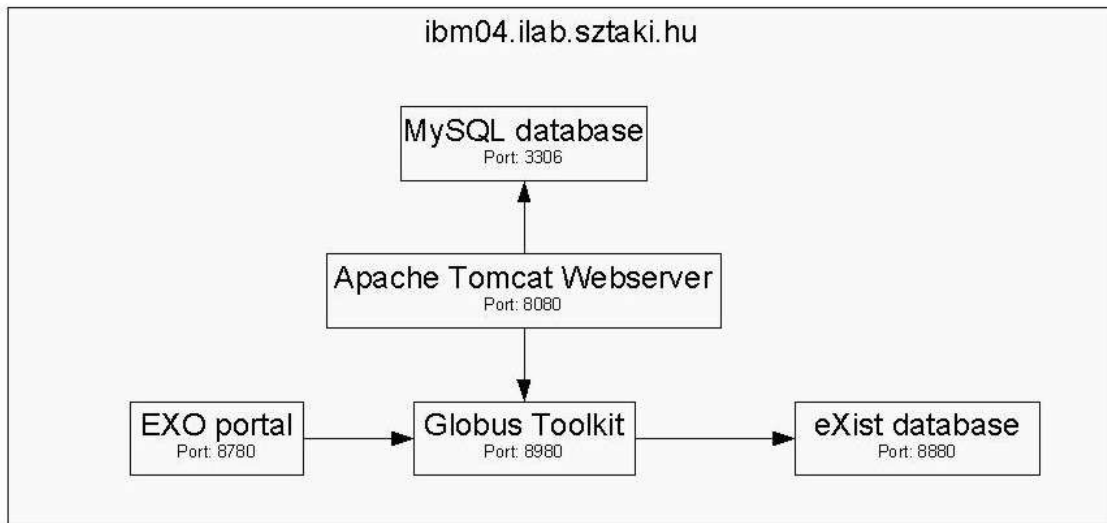 ibm04.ilab.sztaki.hu
MySQL database
Port: 3306
Apache Tomcat Webserver
Port: 8080
EXO portal
Port: 8780
Globus Toolkit
Port: 8980
eXist database
Port: 8880